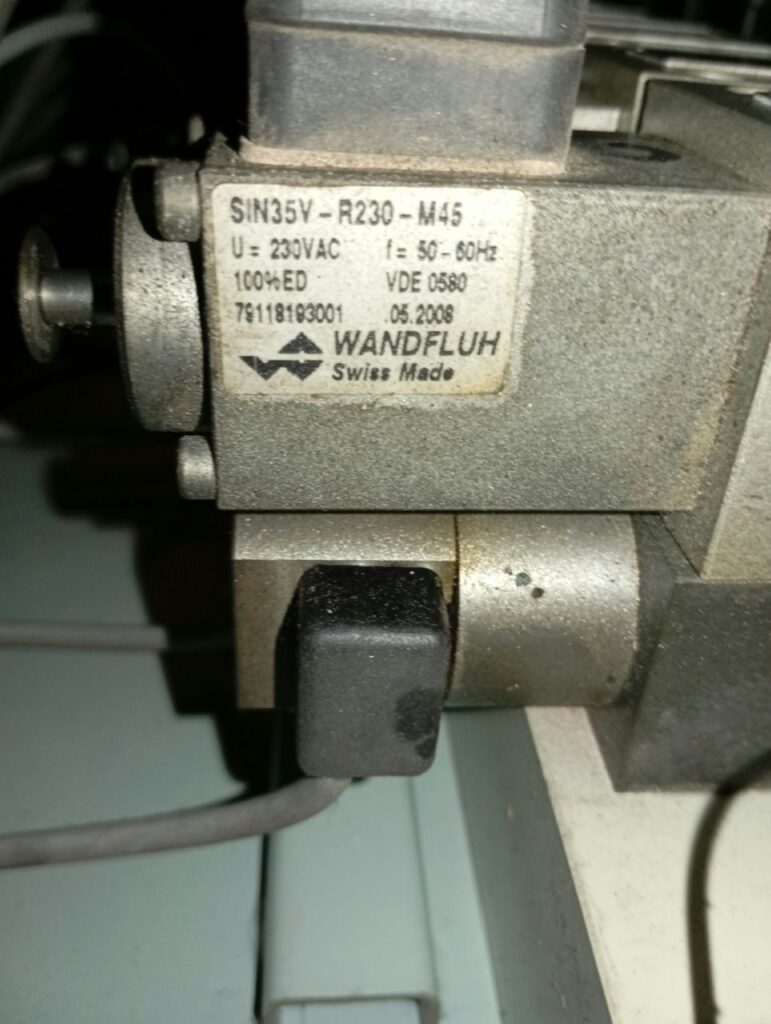 SIN35V-R230-M45
U = 230VAC f = 50-60Hz
100%ED VDE 0580
79118193001 .05.2008
WANDFLUH
Swiss Made